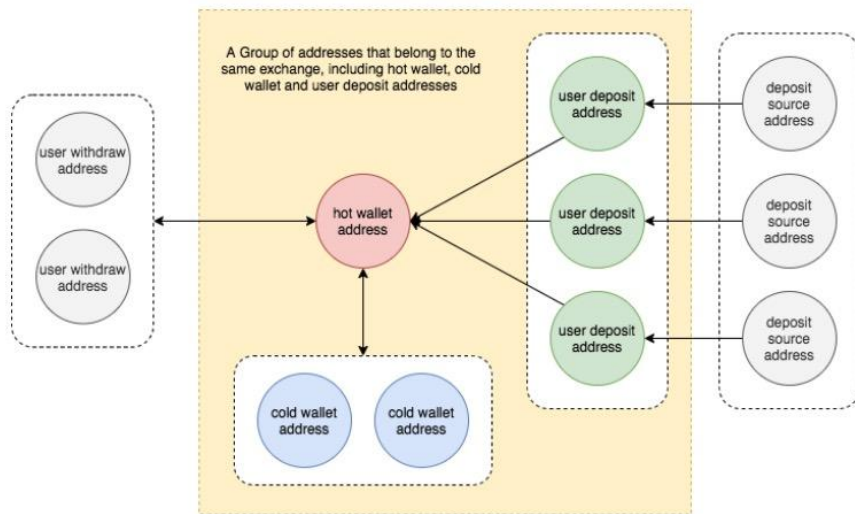 A Group of addresses that belong to the
same exchange, including hot wallet, cold
wallet and user deposit addresses
user withdraw
address
user withdraw
address
hot wallet
address
cold wallet
address
cold wallet
address
user deposit
address
user deposit
address
user deposit
address
deposit
source
address
deposit
source
address
deposit
source
address